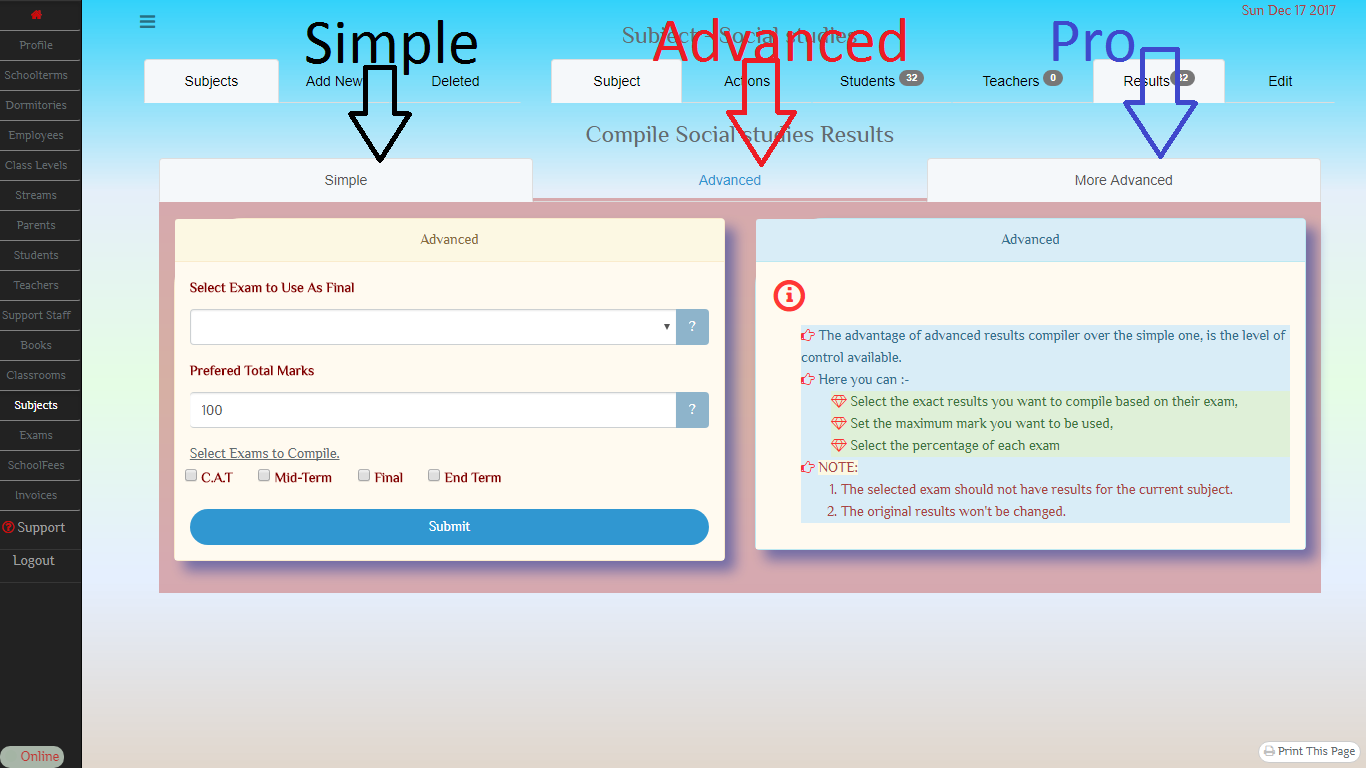 Sun Dec 17 2017
Simple
Advanced
Pro
Subject - Social studies
Subjects
Add New
Deleted
Subject
Actions
Students 32
Teachers 0
Results
Edit
Compile Social studies Results
Simple
Advanced
More Advanced
Profile
Schoolterms
Dormitories
Employees
Class Levels
Streams
Parents
Students
Teachers
Support Staff
Books
Classrooms
Subjects
Exams
SchoolFees
Invoices
Support
Logout
Online
Advanced
Select Exam to Use As Final
?
Prefered Total Marks
100
?
Select Exams to Compile.
C.A.T
Mid-Term
Final
End Term
Submit
Advanced
The advantage of advanced results compiler over the simple one, is the level of
control available.
Here you can :-
Select the exact results you want to compile based on their exam,
Set the maximum mark you want to be used,
Select the percentage of each exam
NOTE:
1. The selected exam should not have results for the current subject.
2. The original results won't be changed.
Print This Page